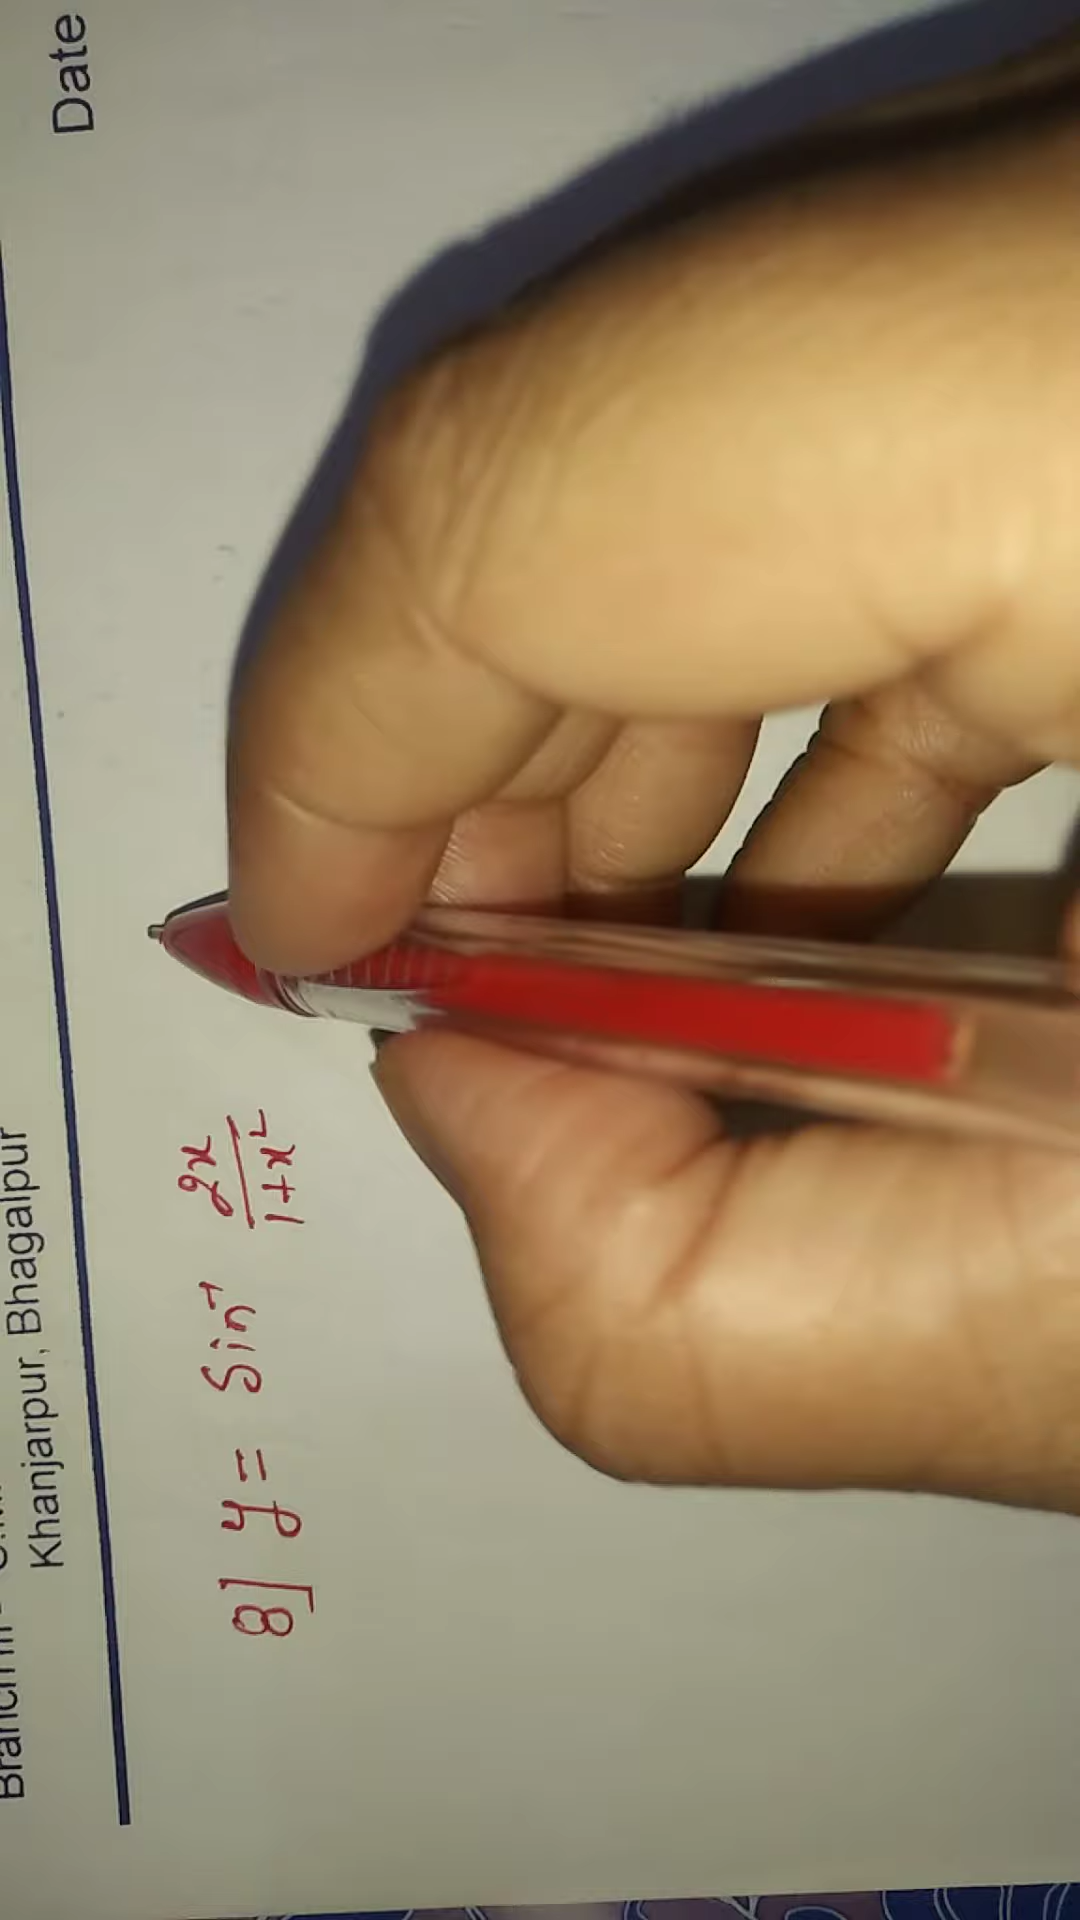 Khanjarpur, Bhagalpur
Date
8] y = Sin⁻¹ 2x/1+x²